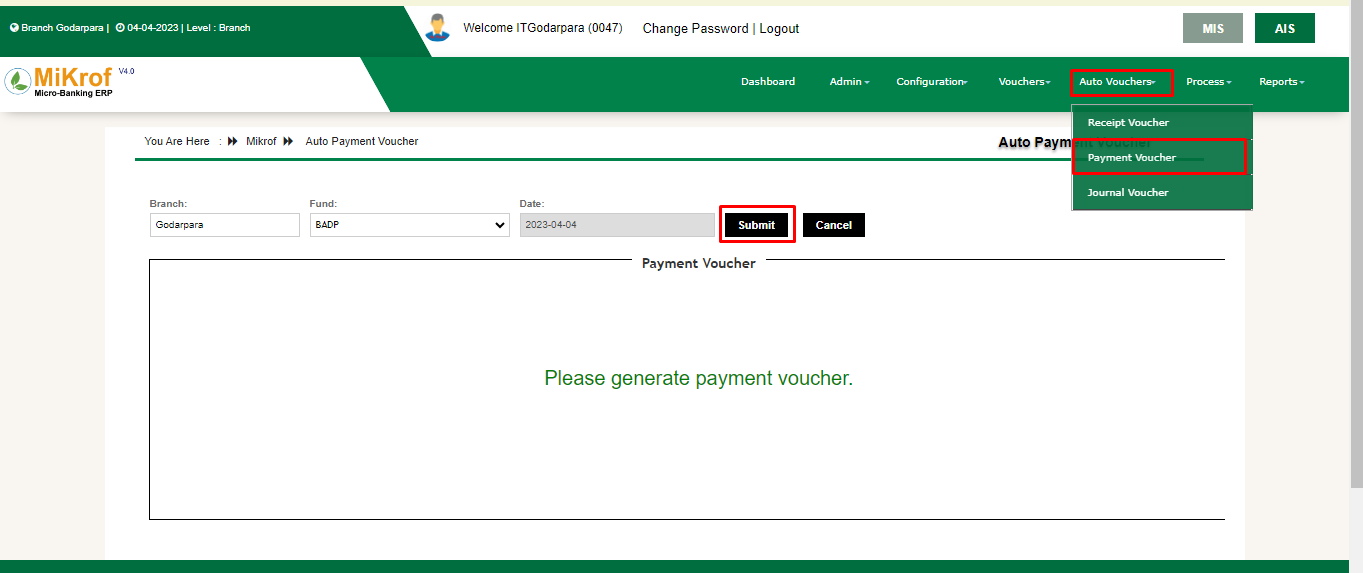 Branch Godarpara | 04-04-2023 | Level : Branch
Welcome ITGodarpara (0047) Change Password | Logout
MIS AIS
MiKrof V4.0
Micro-Banking ERP
Dashboard Admin Configuration Vouchers Auto Vouchers Process Reports
Receipt Voucher
Payment Voucher
Journal Voucher
You Are Here : Mikrof Auto Payment Voucher
Auto Payment Voucher
Branch: Fund: Date:
Godarpara BADP 2023-04-04 Submit Cancel
Payment Voucher
Please generate payment voucher.